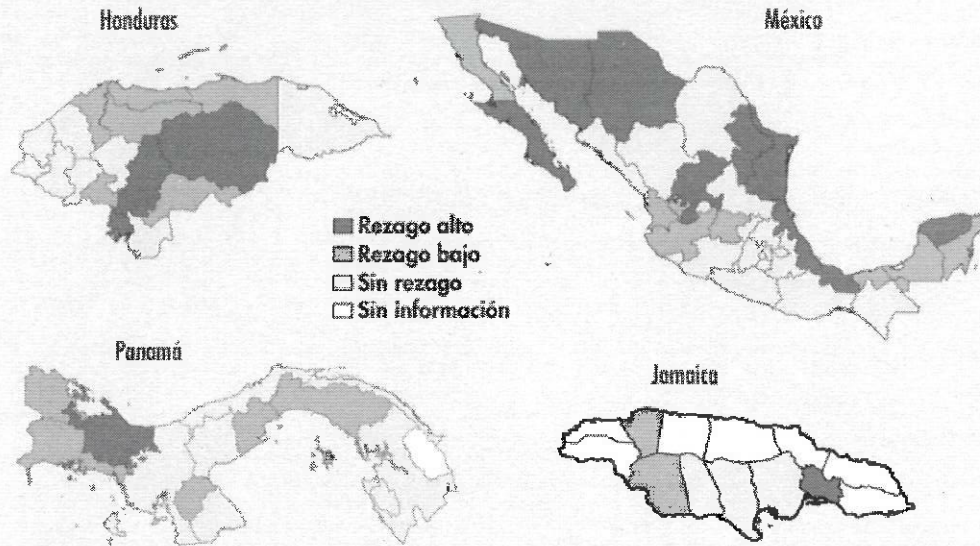 Honduras
México
Rezago alto
Rezago bajo
Sin rezago
Sin información
Panamá
Jamaica